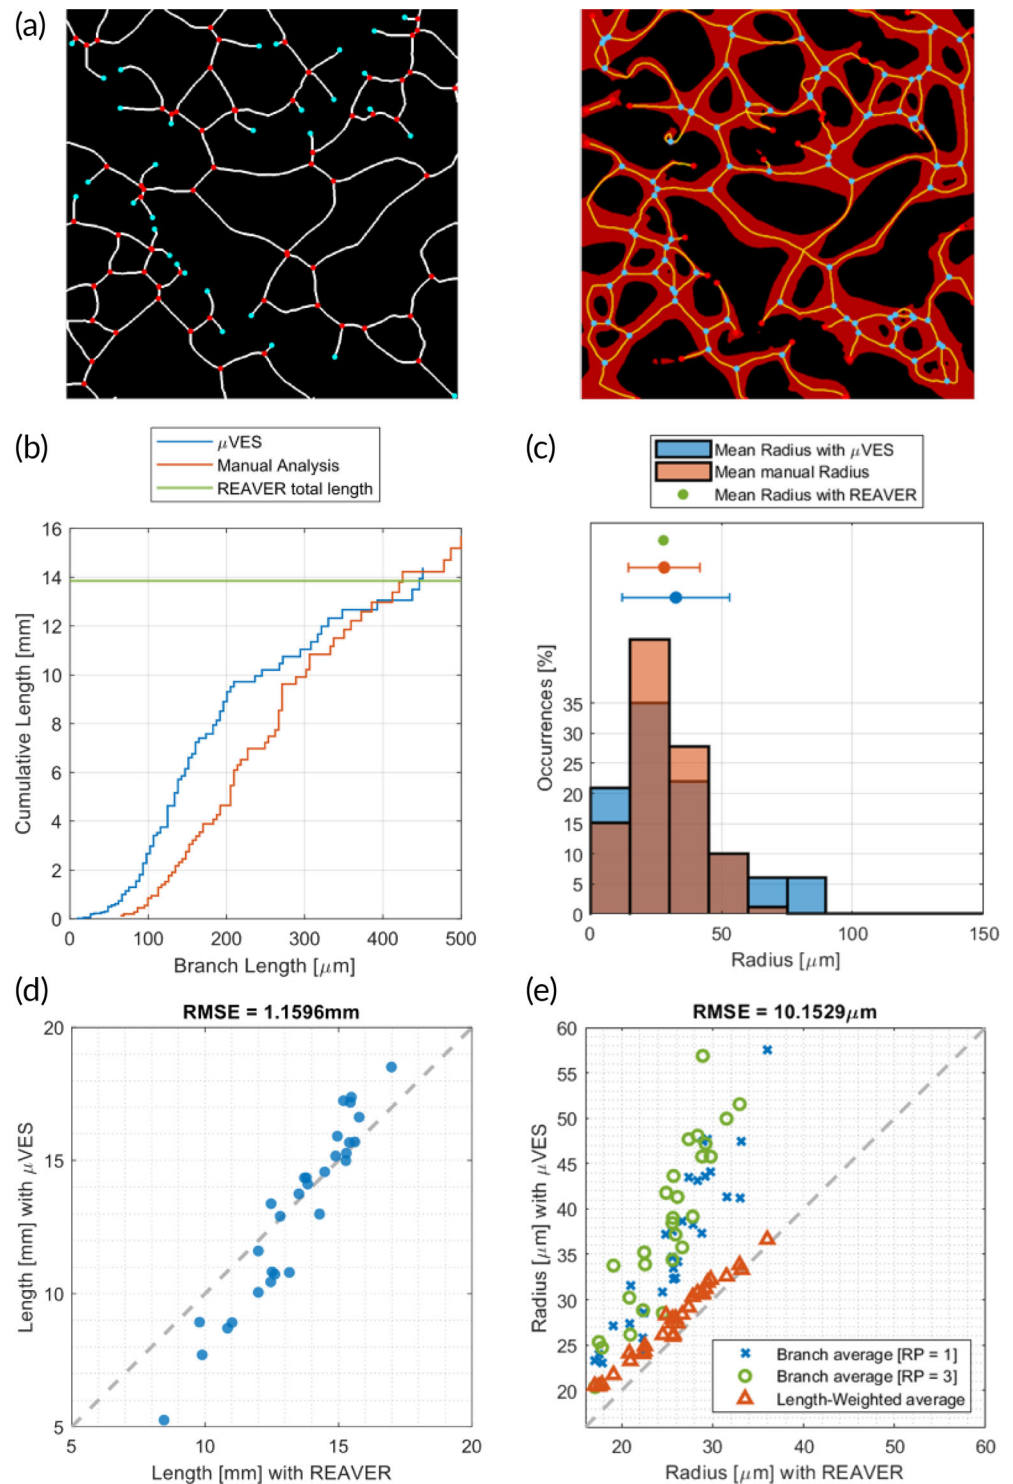 (a)
(b)
μVES
Manual Analysis
REAVER total length
16
14
12
10
8
6
4
2
0
Cumulative Length [mm]
0 100 200 300 400 500
Branch Length [μm]
(c)
Mean Radius with μVES
Mean manual Radius
Mean Radius with REAVER
35
30
25
20
15
10
5
0
Occurrences [%]
0 50 100 150
Radius [μm]
(d)
RMSE = 1.1596mm
20
15
10
5
Length [mm] with μVES
5 10 15 20
Length [mm] with REAVER
(e)
RMSE = 10.1529μm
60
55
50
45
40
35
30
25
20
Radius [μm] with μVES
Branch average [RP = 1]
Branch average [RP = 3]
Length-Weighted average
20 30 40 50 60
Radius [μm] with REAVER